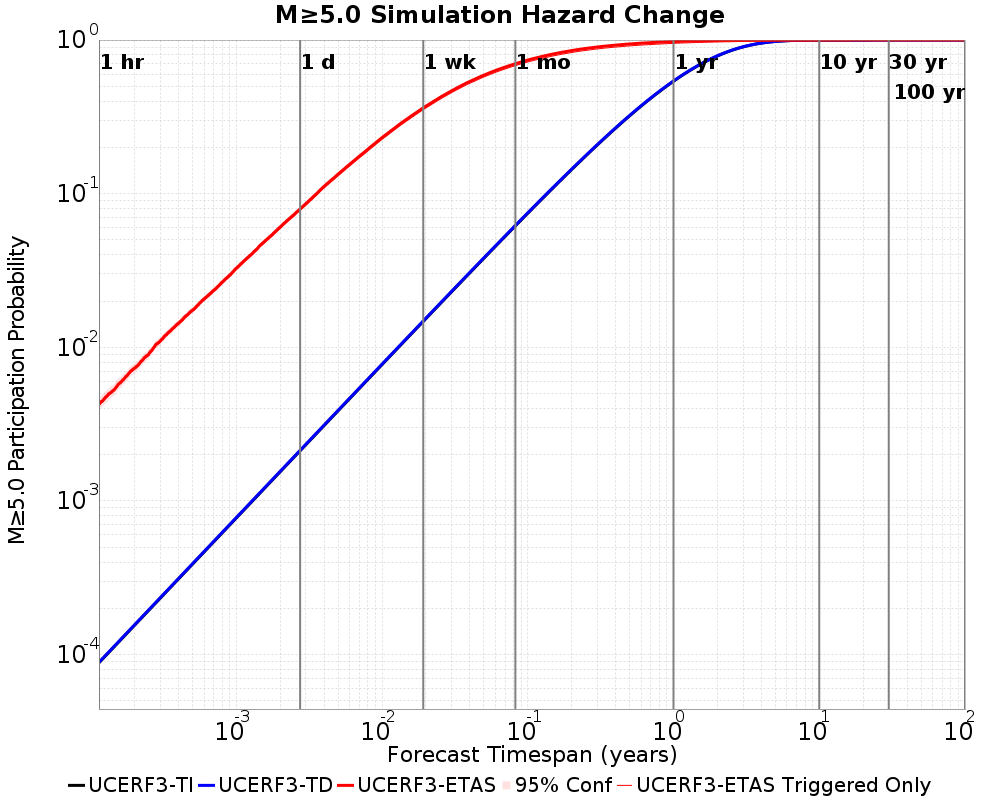 M≥5.0 Simulation Hazard Change
M≥5.0 Participation Probability
10^0
10^-1
10^-2
10^-3
10^-4
1 hr
1 d
1 wk
1 mo
1 yr
10 yr
30 yr
100 yr
10^-3
10^-2
10^-1
10^0
10^1
10^2
Forecast Timespan (years)
UCERF3-TI UCERF3-TD UCERF3-ETAS 95% Conf UCERF3-ETAS Triggered Only